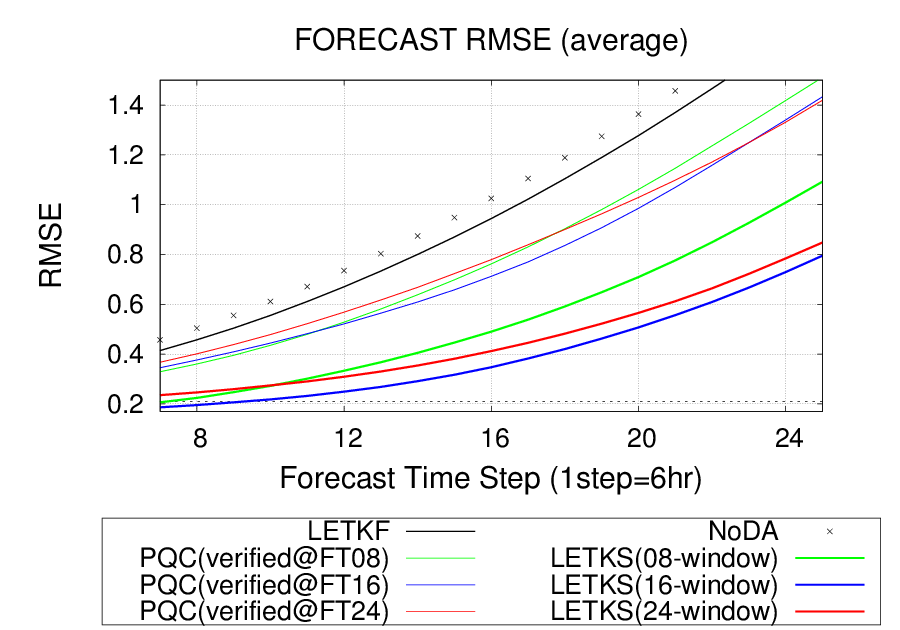 FORECAST RMSE (average)
1.4
1.2
1
0.8
0.6
0.4
0.2
RMSE
8 12 16 20 24
Forecast Time Step (1step=6hr)
LETKF NoDA
PQC(verified@FT08) LETKS(08-window)
PQC(verified@FT16) LETKS(16-window)
PQC(verified@FT24) LETKS(24-window)